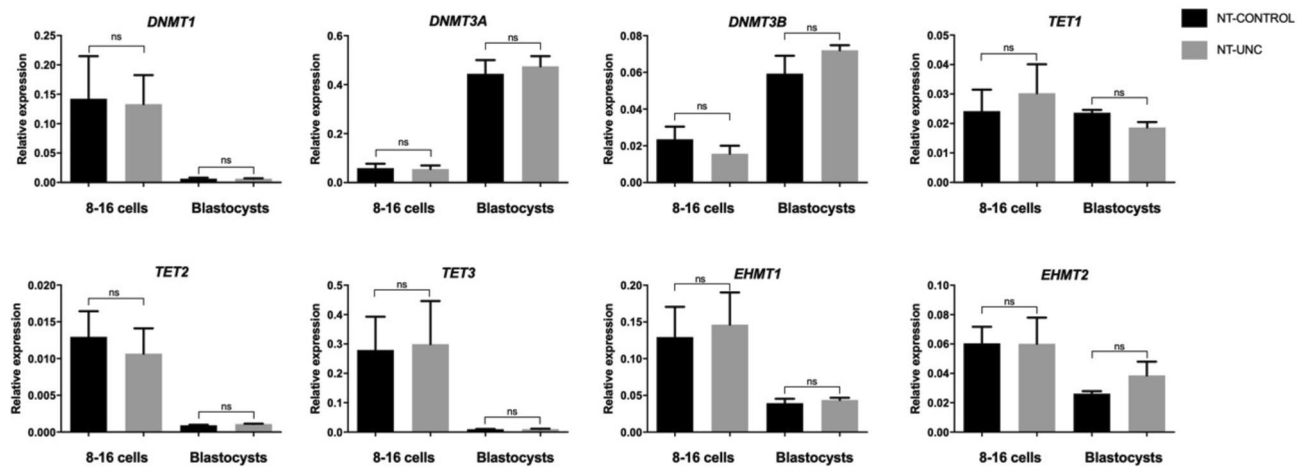 DNMT1
Relative expression
0.25
0.20
0.15
0.10
0.05
0.00
ns
ns
8-16 cells
Blastocysts
DNMT3A
Relative expression
0.6
0.4
0.2
0.0
ns
ns
8-16 cells
Blastocysts
DNMT3B
Relative expression
0.08
0.06
0.04
0.02
0.00
ns
ns
8-16 cells
Blastocysts
TET1
Relative expression
0.05
0.04
0.03
0.02
0.01
0.00
ns
ns
8-16 cells
Blastocysts
NT-CONTROL
NT-UNC
TET2
Relative expression
0.020
0.015
0.010
0.005
0.000
ns
ns
8-16 cells
Blastocysts
TET3
Relative expression
0.5
0.4
0.3
0.2
0.1
0.0
ns
ns
8-16 cells
Blastocysts
EHMT1
Relative expression
0.20
0.15
0.10
0.05
0.00
ns
ns
8-16 cells
Blastocysts
EHMT2
Relative expression
0.10
0.08
0.06
0.04
0.02
0.00
ns
ns
8-16 cells
Blastocysts